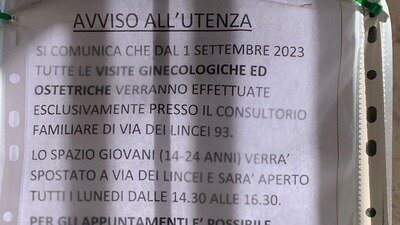 AVVISO ALL'UTENZA
SI COMUNICA CHE DAL 1 SETTEMBRE 2023
TUTTE LE VISITE GINECOLOGICHE ED
OSTETRICHE VERRANNO EFFETTUATE
ESCLUSIVAMENTE PRESSO IL CONSULTORIO
FAMILIARE DI VIA DEI LINCEI 93.
LO SPAZIO GIOVANI (14-24 ANNI) VERRA'
SPOSTATO A VIA DEI LINCEI E SARA' APERTO
TUTTI I LUNEDI DALLE 14.30 ALLE 16.30.
PER GLI APPUNTAMENTI E' POSSIBILE